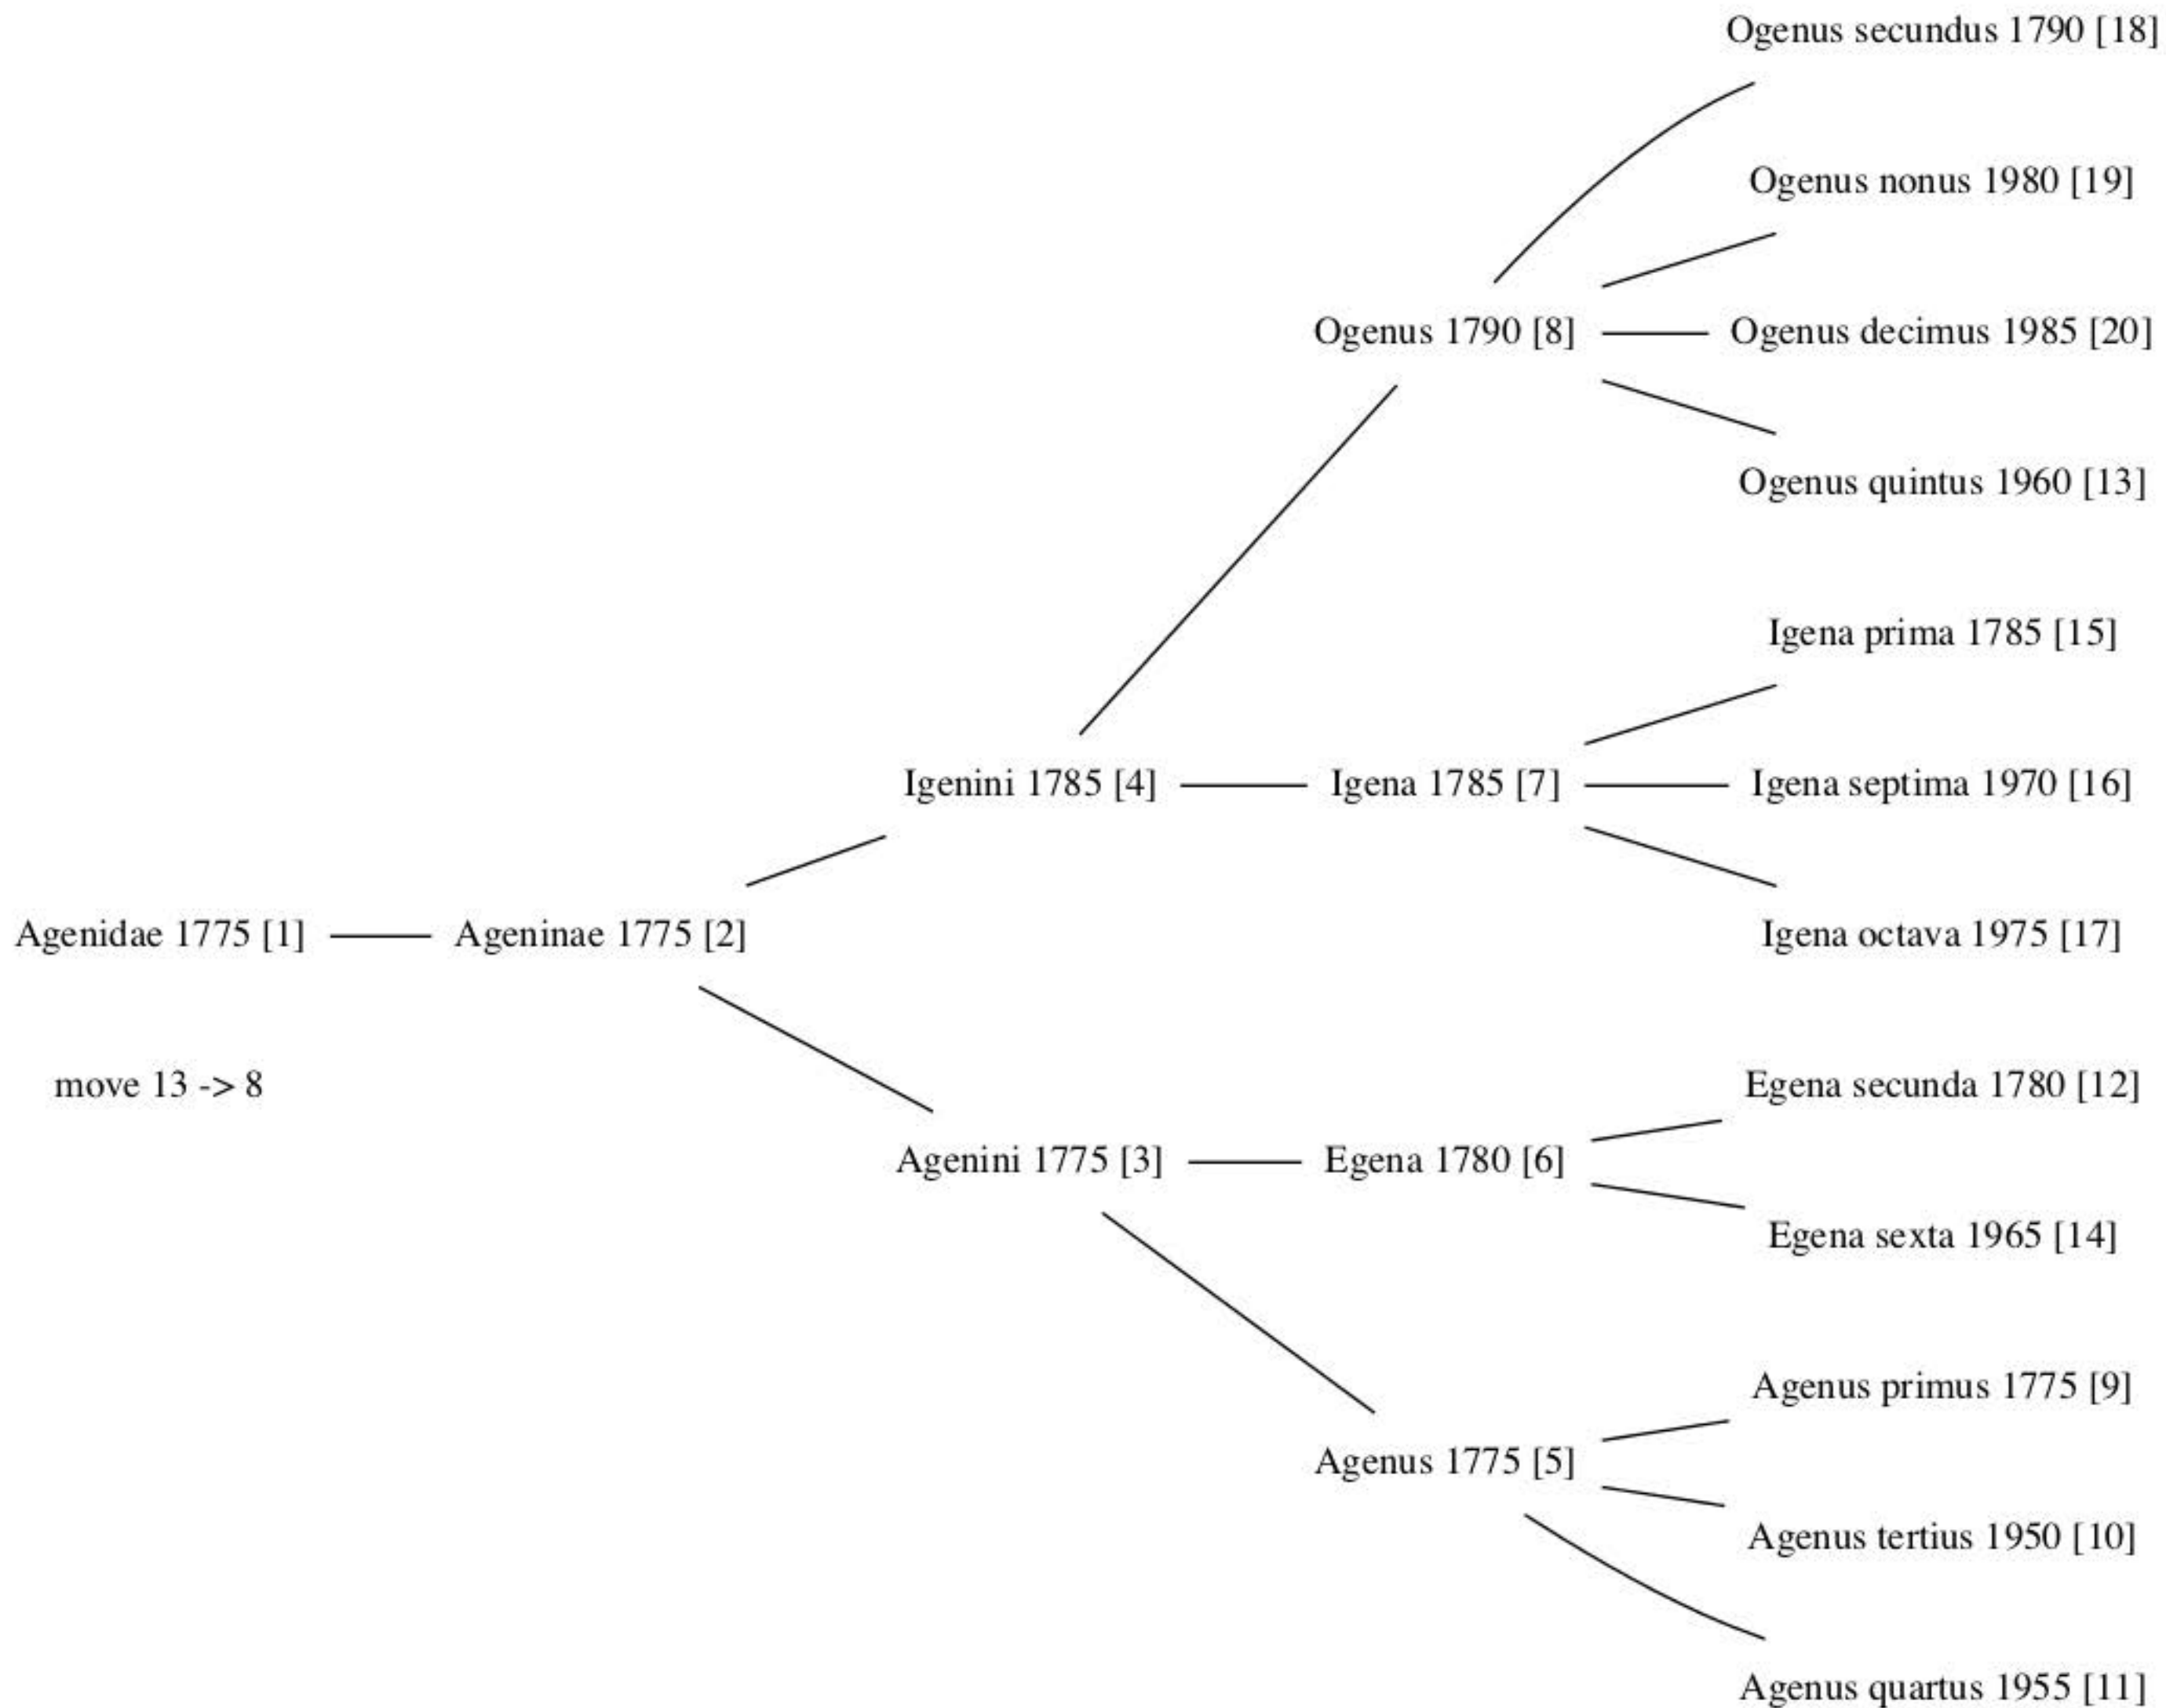 Ogenus secundus 1790 [18]
Ogenus nonus 1980 [19]
Ogenus 1790 [8]
Ogenus decimus 1985 [20]
Ogenus quintus 1960 [13]
Igena prima 1785 [15]
Igenini 1785 [4]
Igena 1785 [7]
Igena septima 1970 [16]
Agenidae 1775 [1]
Ageninae 1775 [2]
Igena octava 1975 [17]
move 13 -> 8
Egena secunda 1780 [12]
Agenini 1775 [3]
Egena 1780 [6]
Egena sexta 1965 [14]
Agenus primus 1775 [9]
Agenus 1775 [5]
Agenus tertius 1950 [10]
Agenus quartus 1955 [11]